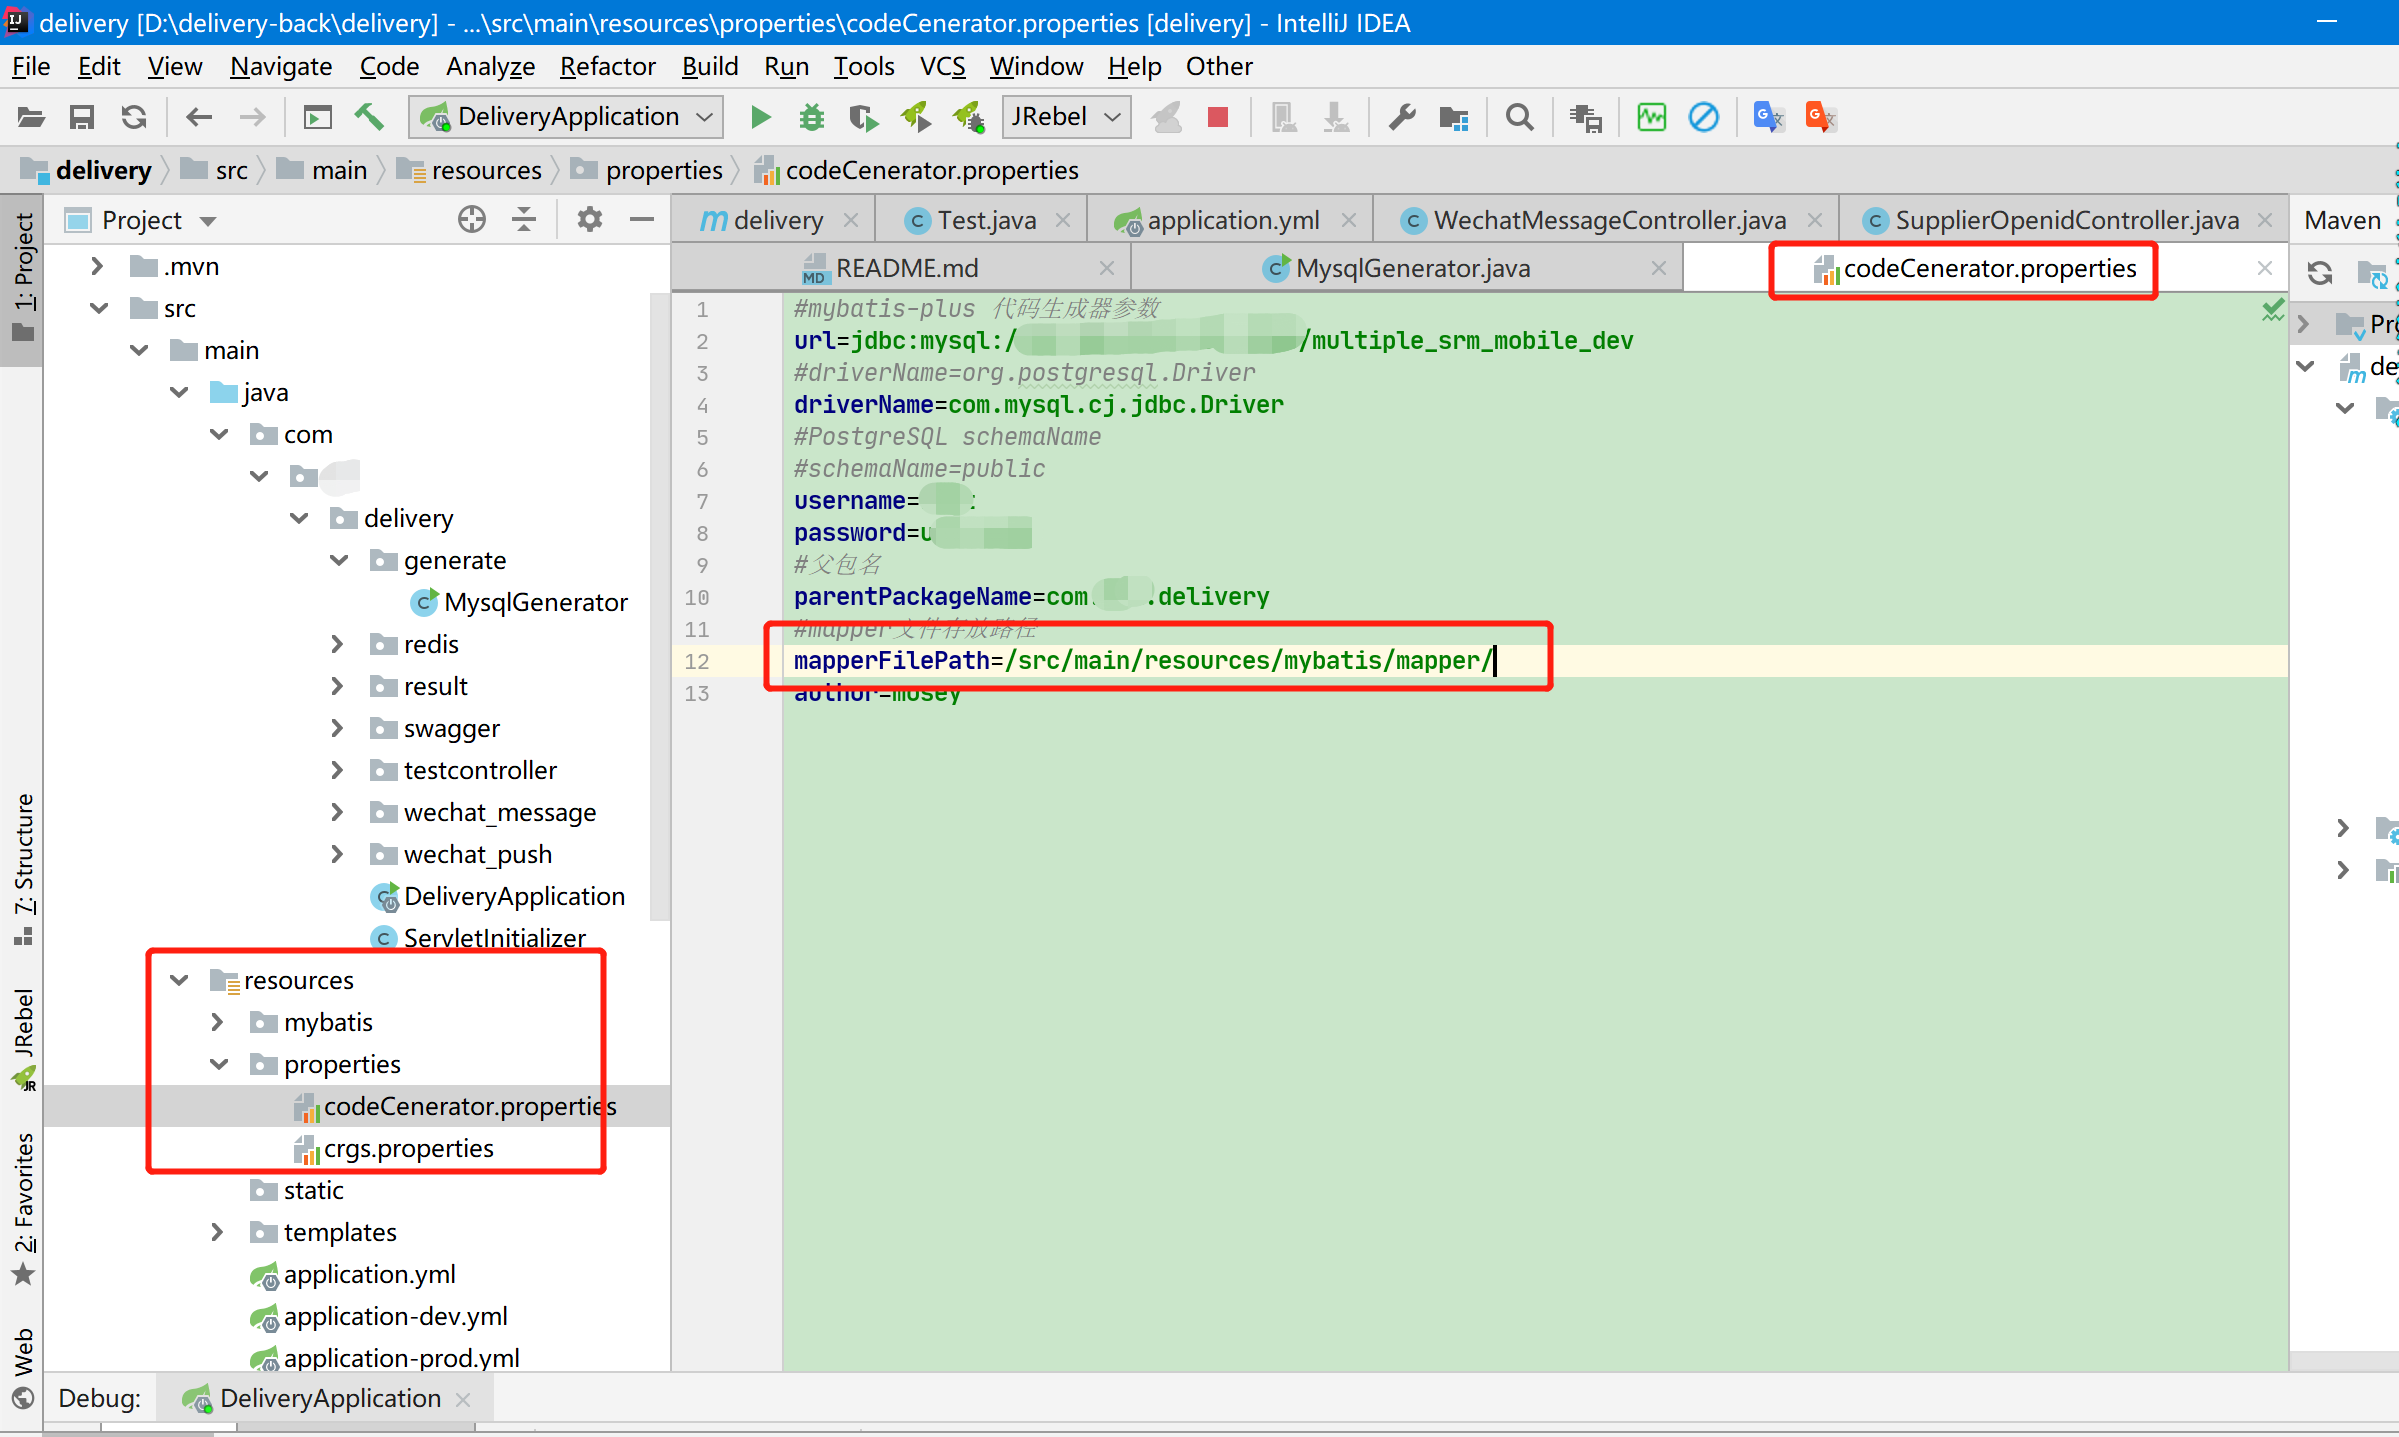 delivery [D:\delivery-back\delivery] - ...\src\main\resources\properties\codeCenerator.properties [delivery] - IntelliJ IDEA
File Edit View Navigate Code Analyze Refactor Build Run Tools VCS Window Help Other
DeliveryApplication JRebel
delivery src main resources properties codeCenerator.properties
Project
delivery Test.java application.yml WechatMessageController.java SupplierOpenidController.java
README.md MysqlGenerator.java codeCenerator.properties
Maven
1: Project
7: Structure
JRebel
2: Favorites
Web
.mvn
src
main
java
com
delivery
generate
MysqlGenerator
redis
result
swagger
testcontroller
wechat_message
wechat_push
DeliveryApplication
ServletInitializer
resources
mybatis
properties
codeCenerator.properties
crgs.properties
static
templates
application.yml
application-dev.yml
application-prod.yml
1 #mybatis-plus 代码生成器参数
2 url=jdbc:mysql:/ /multiple_srm_mobile_dev
3 #driverName=org.postgresql.Driver
4 driverName=com.mysql.cj.jdbc.Driver
5 #PostgreSQL schemaName
6 #schemaName=public
7 username=
8 password=u
9 #父包名
10 parentPackageName=com .delivery
11 #mapper文件存放路径
12 mapperFilePath=/src/main/resources/mybatis/mapper/
13 author=mosey
Debug: DeliveryApplication